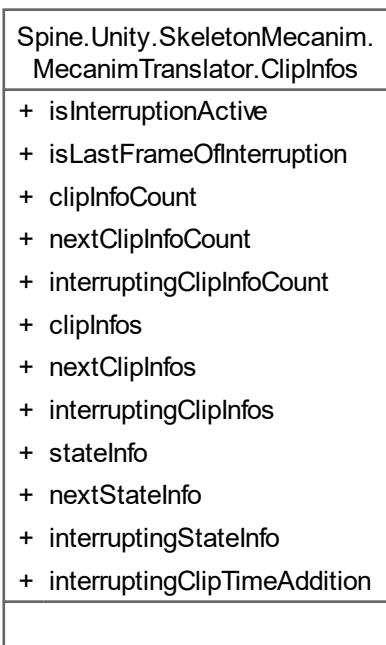 Spine.Unity.SkeletonMecanim.
MecanimTranslator.ClipInfos
+ isInterruptionActive
+ isLastFrameOfInterruption
+ clipInfoCount
+ nextClipInfoCount
+ interruptingClipInfoCount
+ clipInfos
+ nextClipInfos
+ interruptingClipInfos
+ stateInfo
+ nextStateInfo
+ interruptingStateInfo
+ interruptingClipTimeAddition